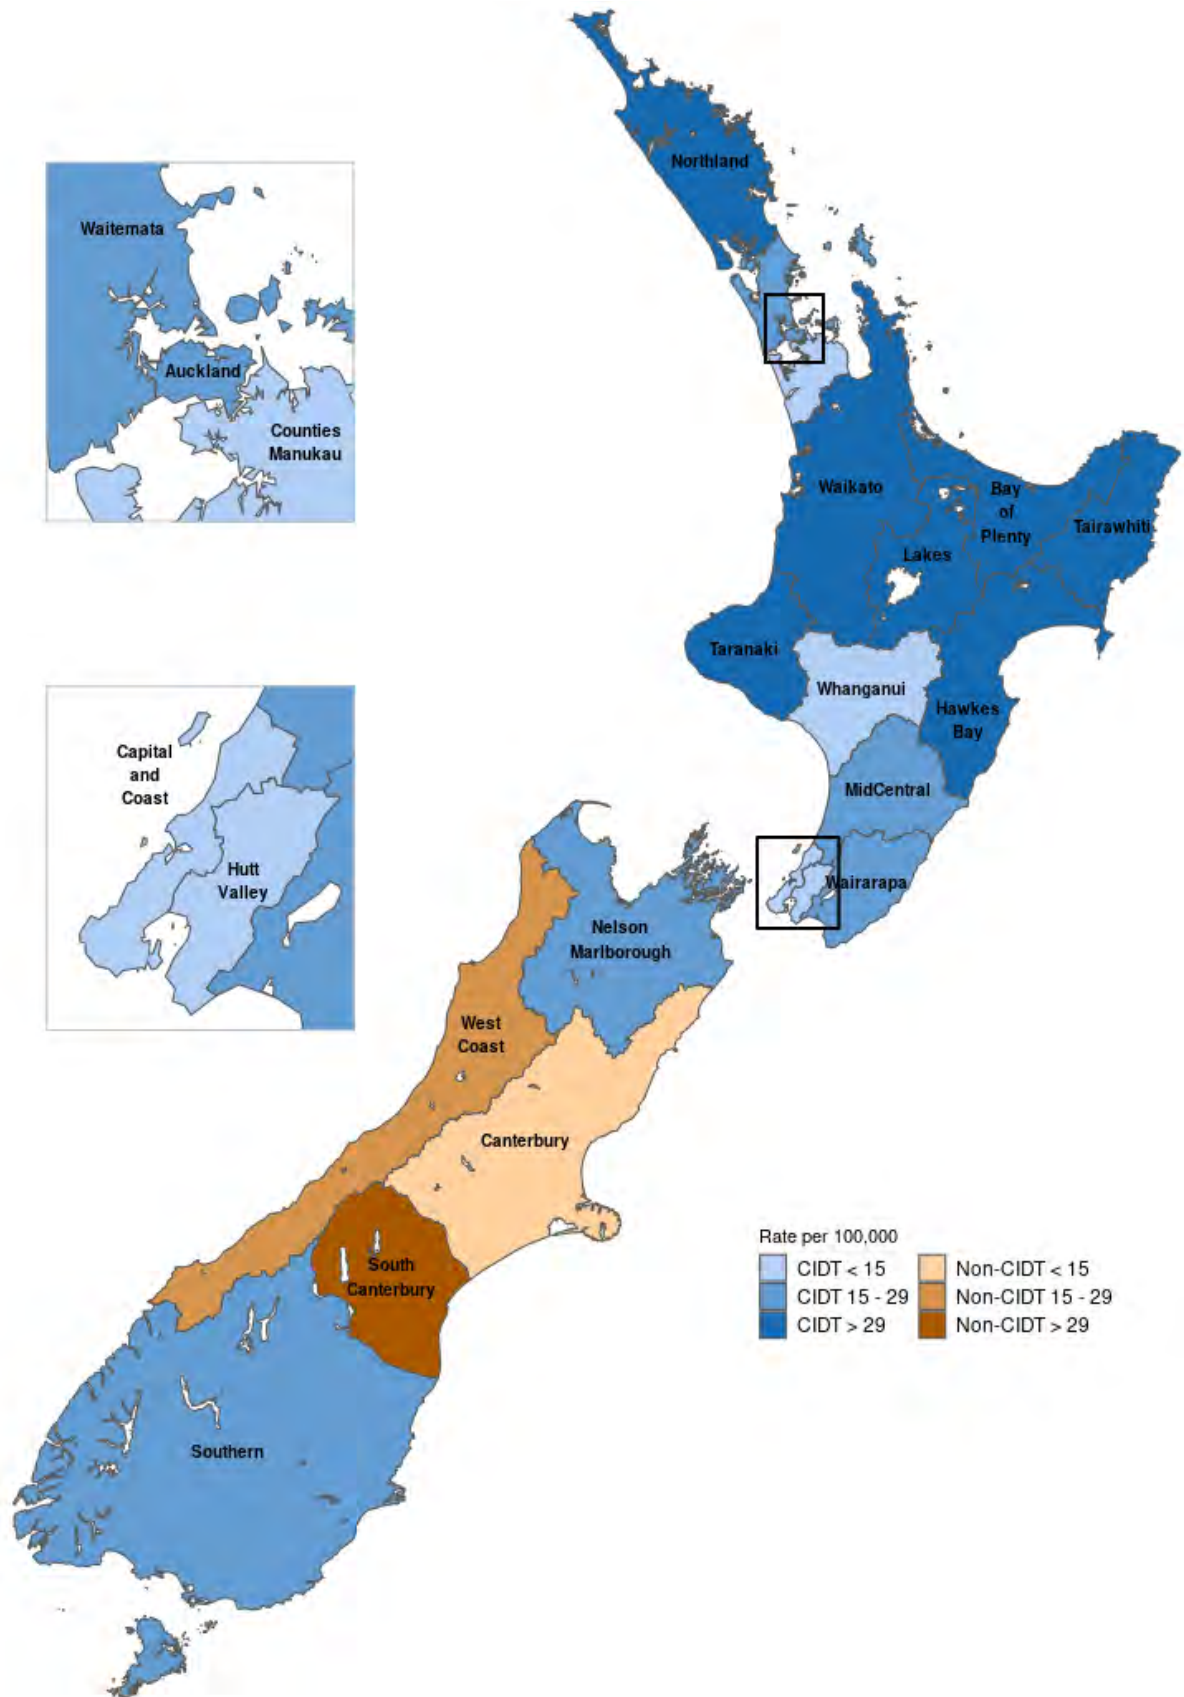 Northland
Waitemata
Auckland
Counties
Manukau
Waikato
Bay
of
Plenty
Tairawhiti
Lakes
Taranaki
Whanganui
Hawkes
Bay
MidCentral
Wairarapa
Capital
and
Coast
Hutt
Valley
Nelson
Marlborough
West
Coast
Canterbury
South
Canterbury
Southern
Rate per 100,000
CIDT < 15
CIDT 15 - 29
CIDT > 29
Non-CIDT < 15
Non-CIDT 15 - 29
Non-CIDT > 29